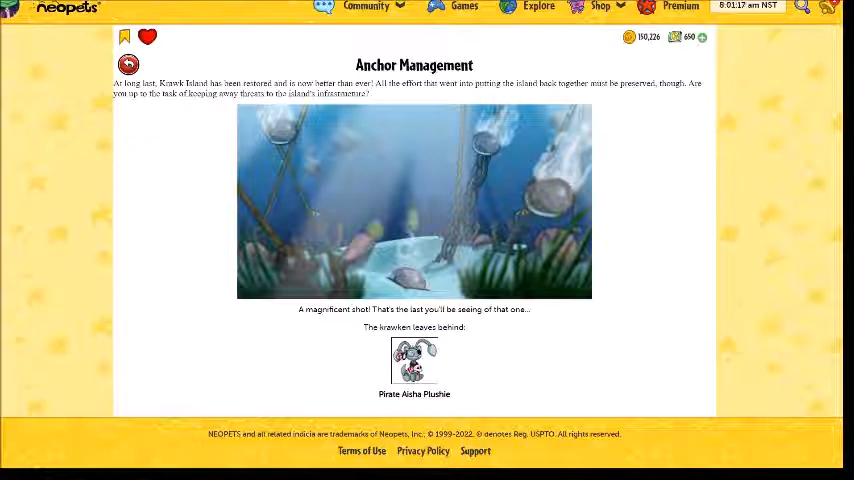 neopets
Community Games Explore Shop Premium 8:01:17 am NST
150,226 690
Anchor Management
At long last, Krawk Island has been restored and is now better than ever! All the effort that went into putting the island back together must be preserved, though. Are
you up to the task of keeping away threats to the island's infrastructure?
A magnificent shot! That's the last you'll be seeing of that one...
The krawken leaves behind:
Pirate Aisha Plushie
NEOPETS and all related indicia are trademarks of Neopets, Inc., © 1999-2022. ® denotes Reg. USPTO. All rights reserved.
Terms of Use Privacy Policy Support